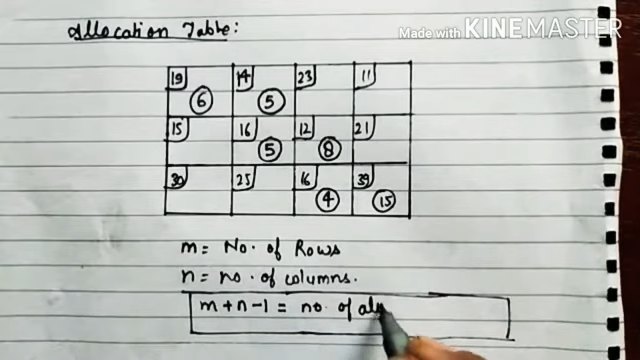 Allocation Table:
Made with KINEMASTER
19 14 23 11
6 5
15 16 12 21
5 8
30 25 16 39
4 15
m = No. of Rows
n = no. of columns.
m+n-1 = no. of